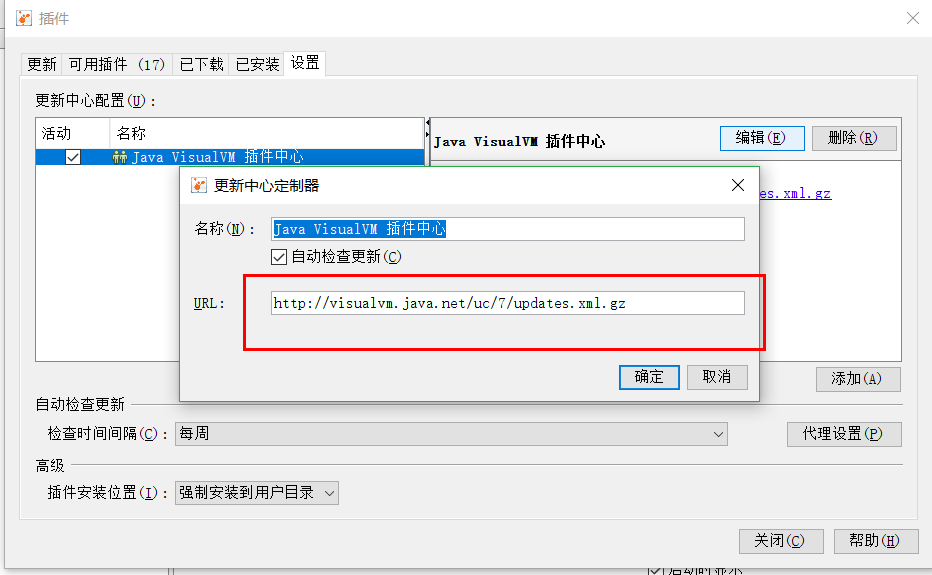 插件
更新 可用插件 (17) 已下载 已安装 设置
更新中心配置(U):
活动 名称
Java VisualVM 插件中心
Java VisualVM 插件中心 编辑(E) 删除(R)
es.xml.gz
更新中心定制器
名称(N): Java VisualVM 插件中心
自动检查更新(C)
URL: http://visualvm.java.net/uc/7/updates.xml.gz
确定 取消
添加(A)
自动检查更新
检查时间间隔(C): 每周 代理设置(P)
高级
插件安装位置(I): 强制安装到用户目录
关闭(C) 帮助(H)